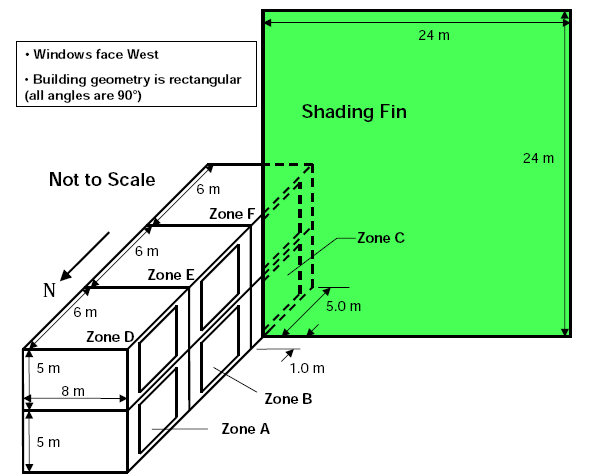 24 m
• Windows face West
• Building geometry is rectangular
(all angles are 90°)
Shading Fin
24 m
Not to Scale
6 m
Zone F
Zone C
6 m
N
Zone E
6 m
5.0 m
Zone D
5 m
1.0 m
8 m
Zone B
Zone A
5 m